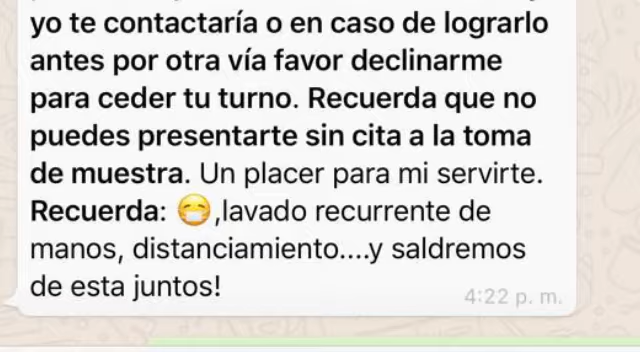 yo te contactaría o en caso de lograrlo
antes por otra vía favor declinarme
para ceder tu turno. Recuerda que no
puedes presentarte sin cita a la toma
de muestra. Un placer para mi servirte.
Recuerda: 😷,lavado recurrente de
manos, distanciamiento....y saldremos
de esta juntos!
4:22 p. m.